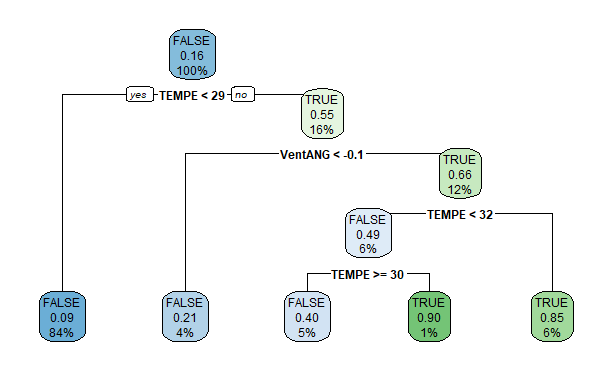 FALSE
0.16
100%
yes TEMPE < 29 no
TRUE
0.55
16%
VentANG < -0.1
TRUE
0.66
12%
TEMPE < 32
FALSE
0.49
6%
TEMPE >= 30
FALSE
0.09
84%
FALSE
0.21
4%
FALSE
0.40
5%
TRUE
0.90
1%
TRUE
0.85
6%